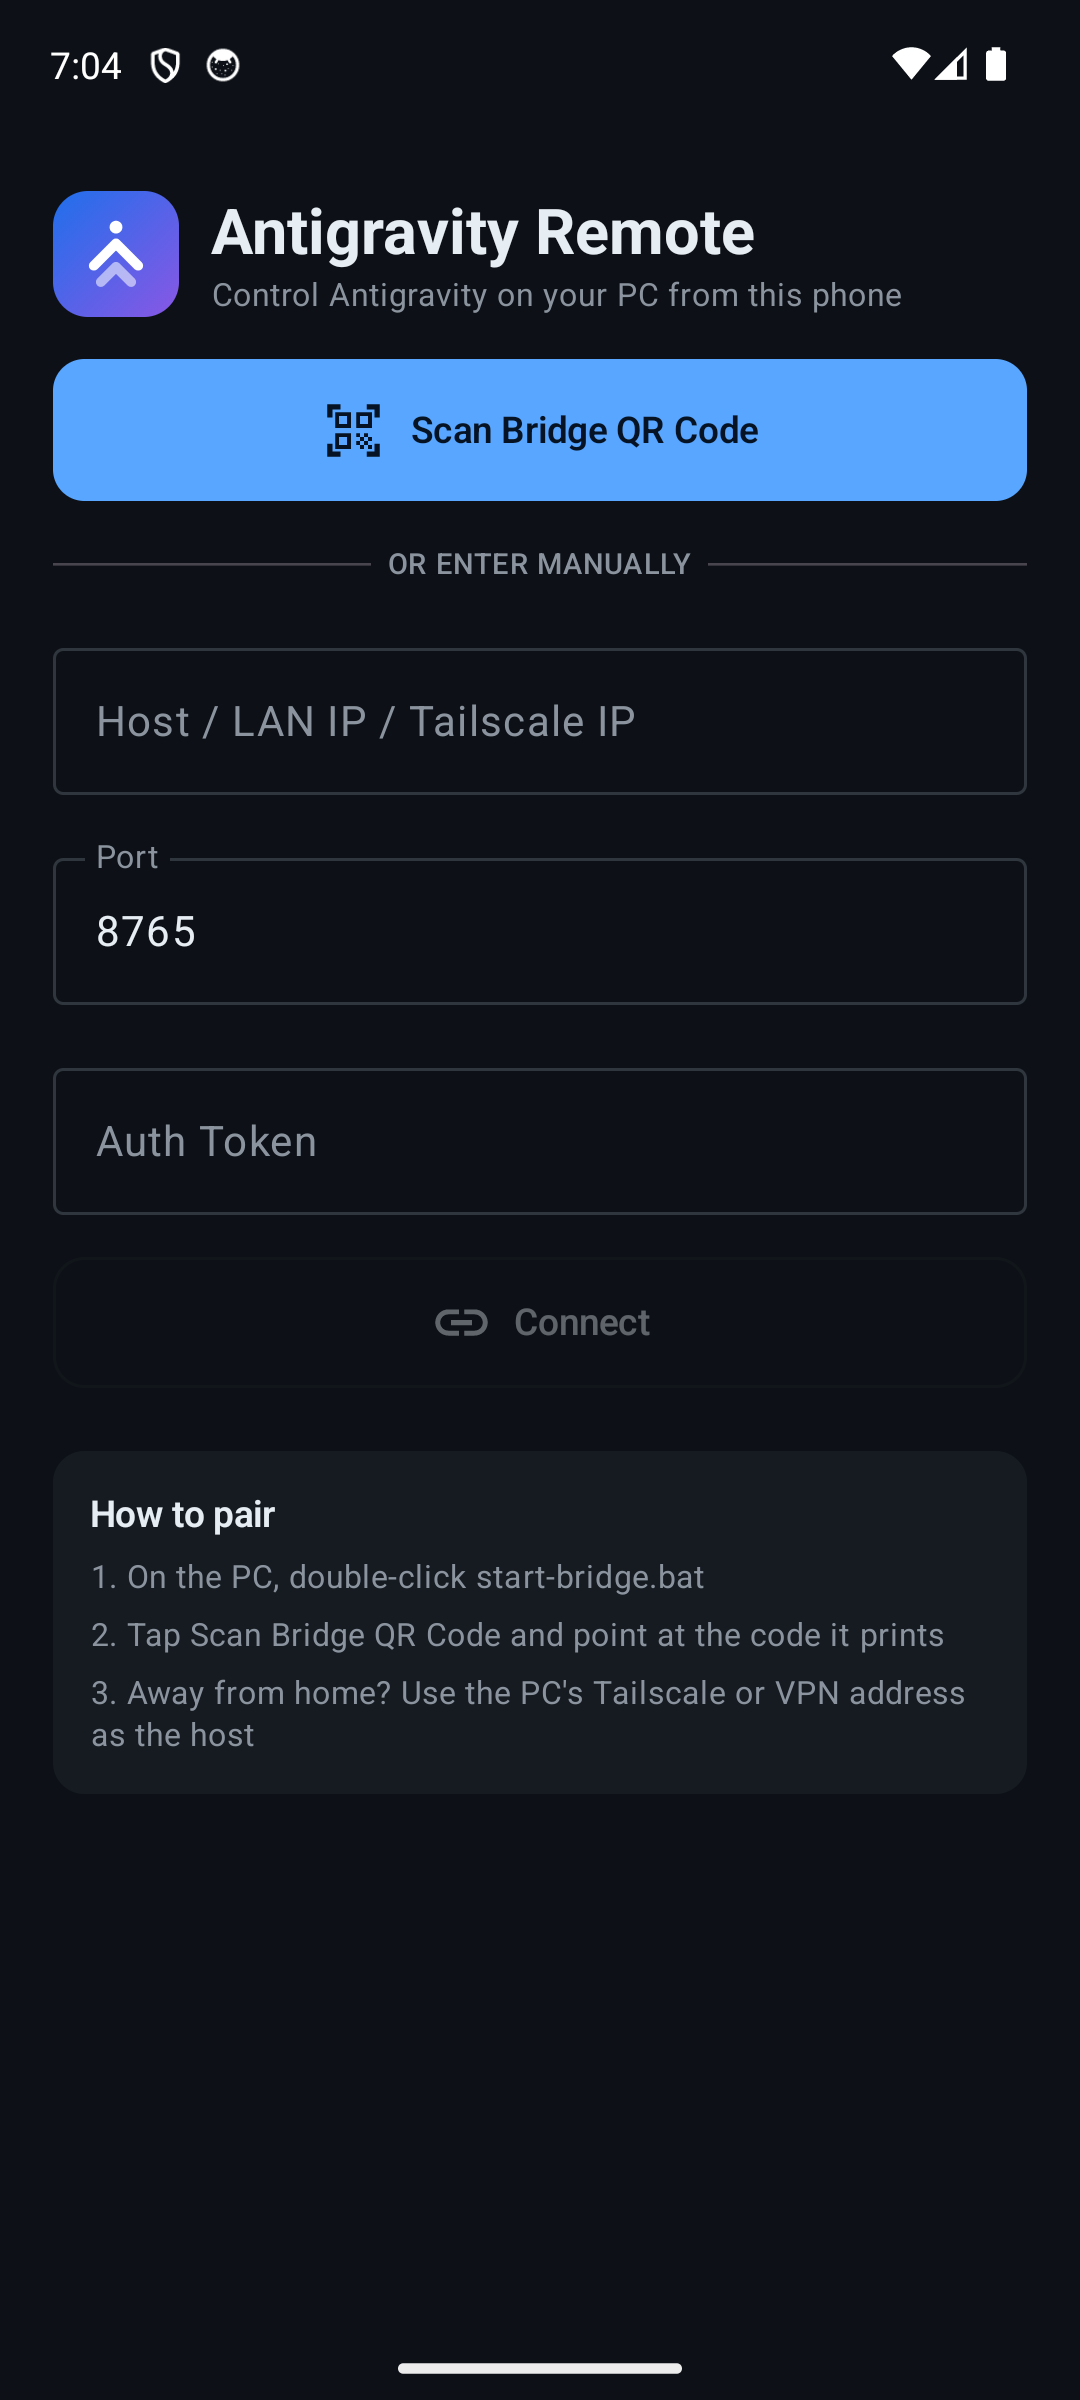 7:04
Antigravity Remote
Control Antigravity on your PC from this phone
Scan Bridge QR Code
OR ENTER MANUALLY
Host / LAN IP / Tailscale IP
Port
8765
Auth Token
Connect
How to pair
1. On the PC, double-click start-bridge.bat
2. Tap Scan Bridge QR Code and point at the code it prints
3. Away from home? Use the PC's Tailscale or VPN address
as the host